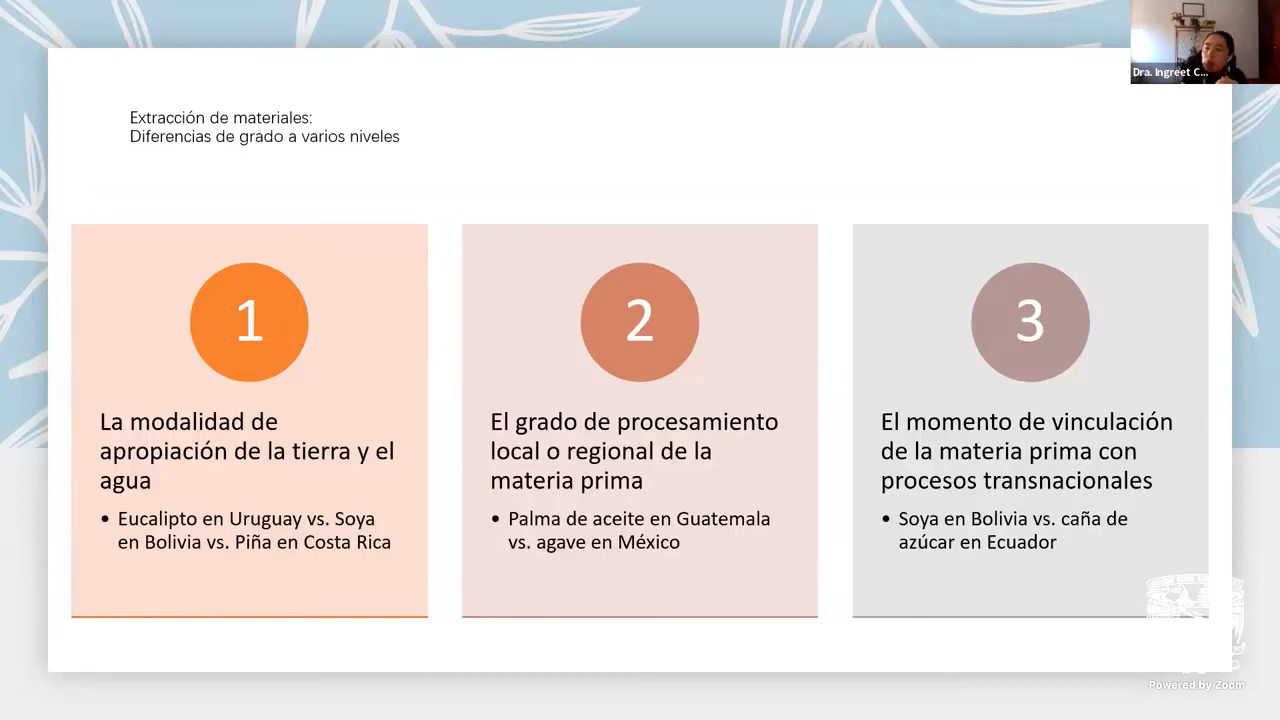 Dra. Ingreet C...
Extracción de materiales:
Diferencias de grado a varios niveles
1
La modalidad de
apropiación de la tierra y el
agua
• Eucalipto en Uruguay vs. Soya
en Bolivia vs. Piña en Costa Rica
2
El grado de procesamiento
local o regional de la
materia prima
• Palma de aceite en Guatemala
vs. agave en México
3
El momento de vinculación
de la materia prima con
procesos transnacionales
• Soya en Bolivia vs. caña de
azúcar en Ecuador
Powered by Zoom